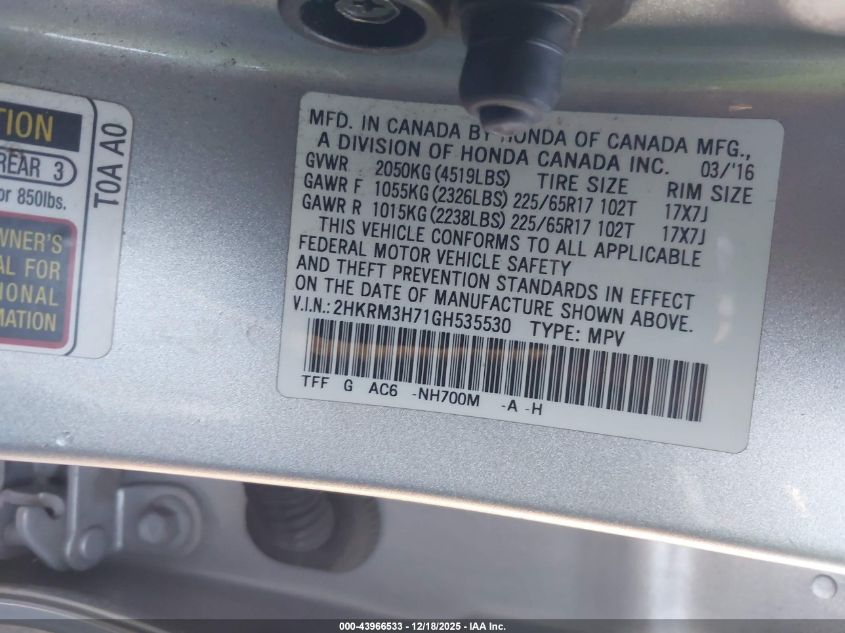 TION
REAR 3
or 850lbs.
WNER'S
AL FOR
IONAL
MATION
T0A A0
MFD. IN CANADA BY HONDA OF CANADA MFG.,
A DIVISION OF HONDA CANADA INC. 03/'16
GVWR 2050KG(4519LBS) TIRE SIZE RIM SIZE
GAWR F 1055KG(2326LBS) 225/65R17 102T 17X7J
GAWR R 1015KG(2238LBS) 225/65R17 102T 17X7J
THIS VEHICLE CONFORMS TO ALL APPLICABLE
FEDERAL MOTOR VEHICLE SAFETY
AND THEFT PREVENTION STANDARDS IN EFFECT
ON THE DATE OF MANUFACTURE SHOWN ABOVE.
V.I.N.: 2HKRM3H71GH535530 TYPE: MPV
TFF G AC6 -NH700M -A -H
000-43966533 - 12/18/2025 - IAA Inc.